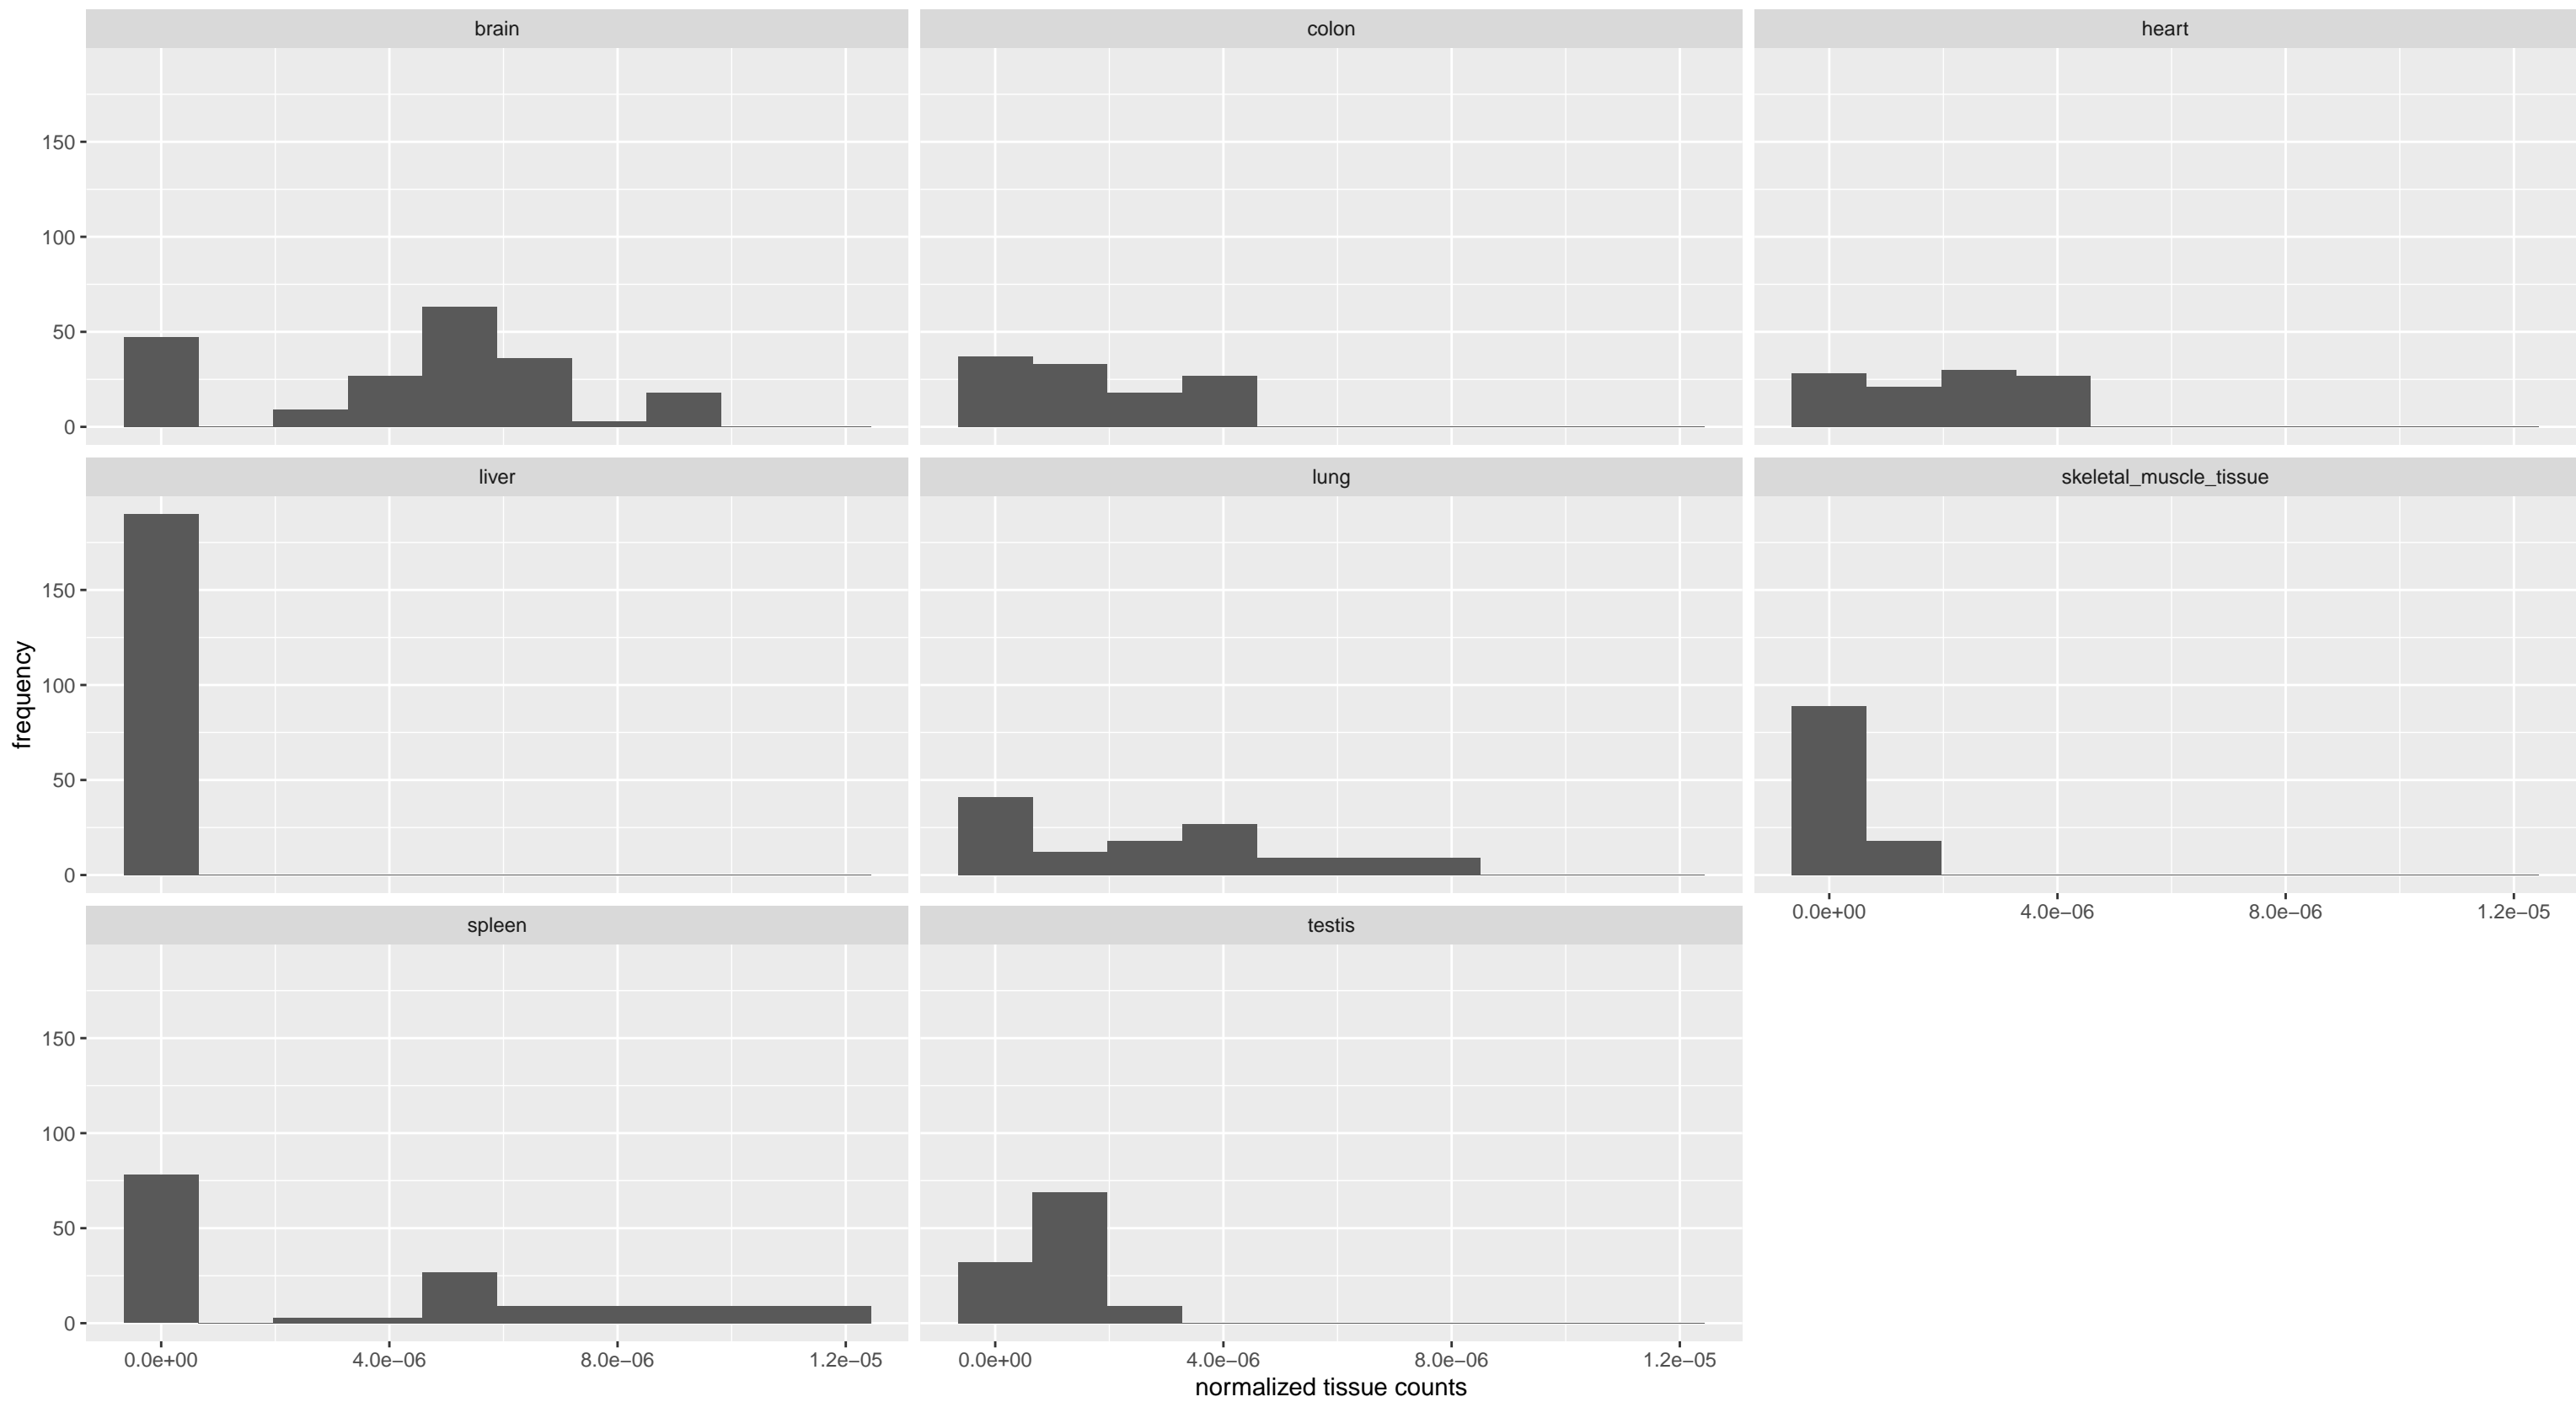 brain
colon
heart
150
100
50
0
liver
lung
skeletal_muscle_tissue
150
100
50
0
0.0e+00 4.0e−06 8.0e−06 1.2e−05
spleen
testis
150
100
50
0
0.0e+00 4.0e−06 8.0e−06 1.2e−05
0.0e+00 4.0e−06 8.0e−06 1.2e−05
normalized tissue counts
frequency